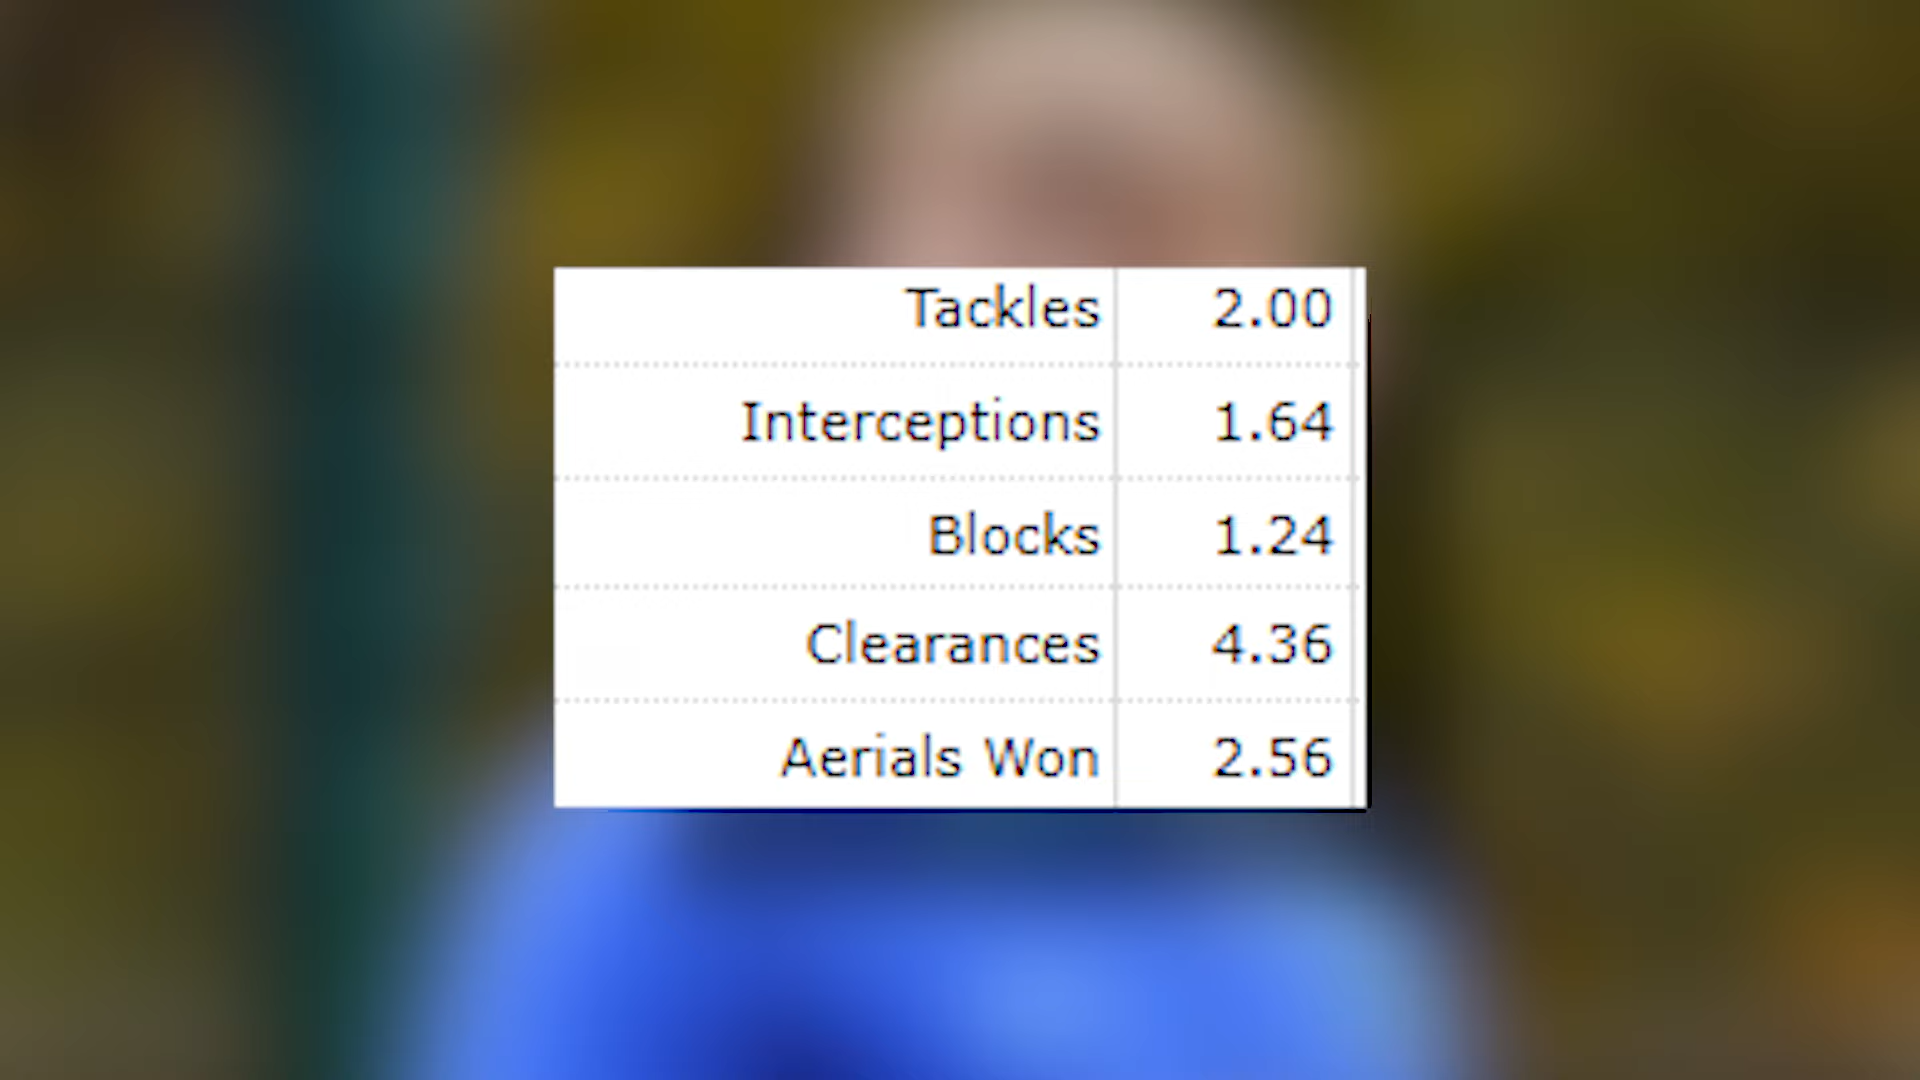 Tackles 2.00
Interceptions 1.64
Blocks 1.24
Clearances 4.36
Aerials Won 2.56